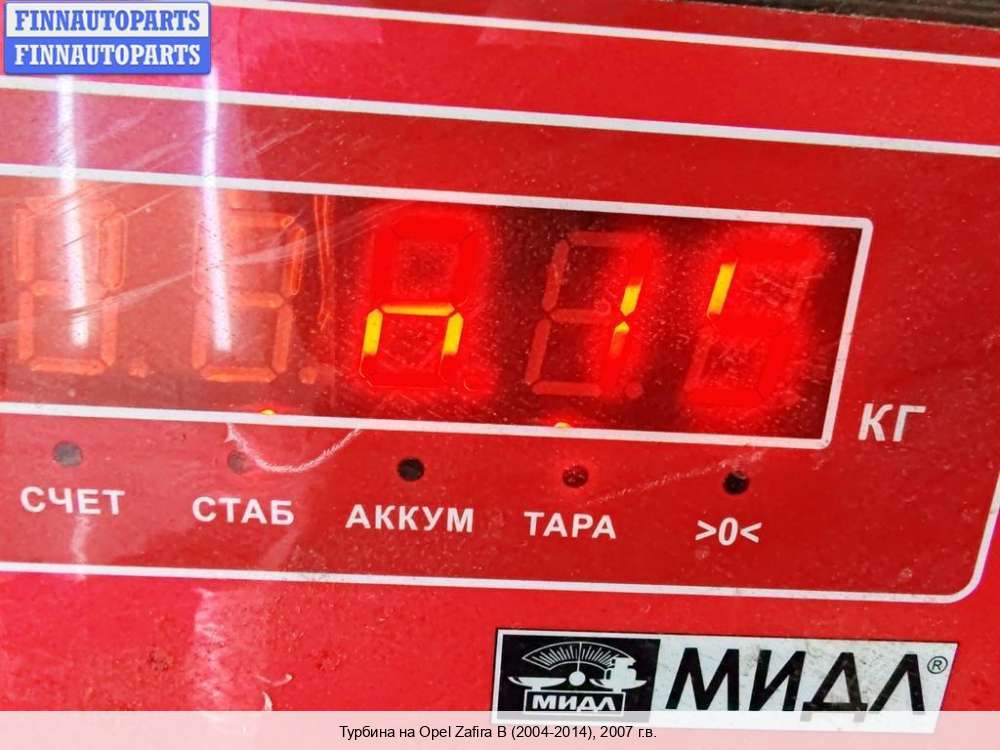 FINNAUTOPARTS
FINNAUTOPARTS
КГ
СЧЕТ СТАБ АККУМ ТАРА >0<
МИДЛ МИДЛ®
Турбина на Opel Zafira B (2004-2014), 2007 г.в.